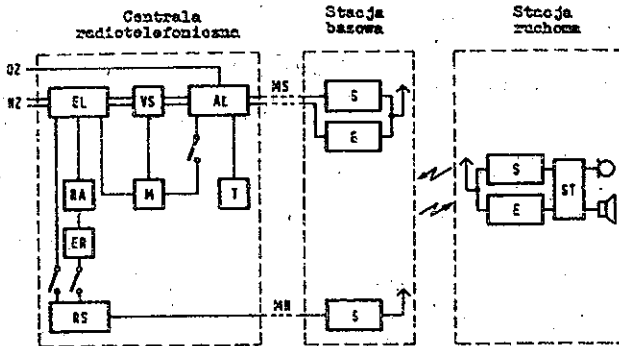 Centrala
radiotelefoniczna
Stacja
bazowa
Stacja
ruchoma
OZ
NZ
EL
VS
AL
MS
S
E
RA
M
T
ER
RS
MN
S
S
E
ST